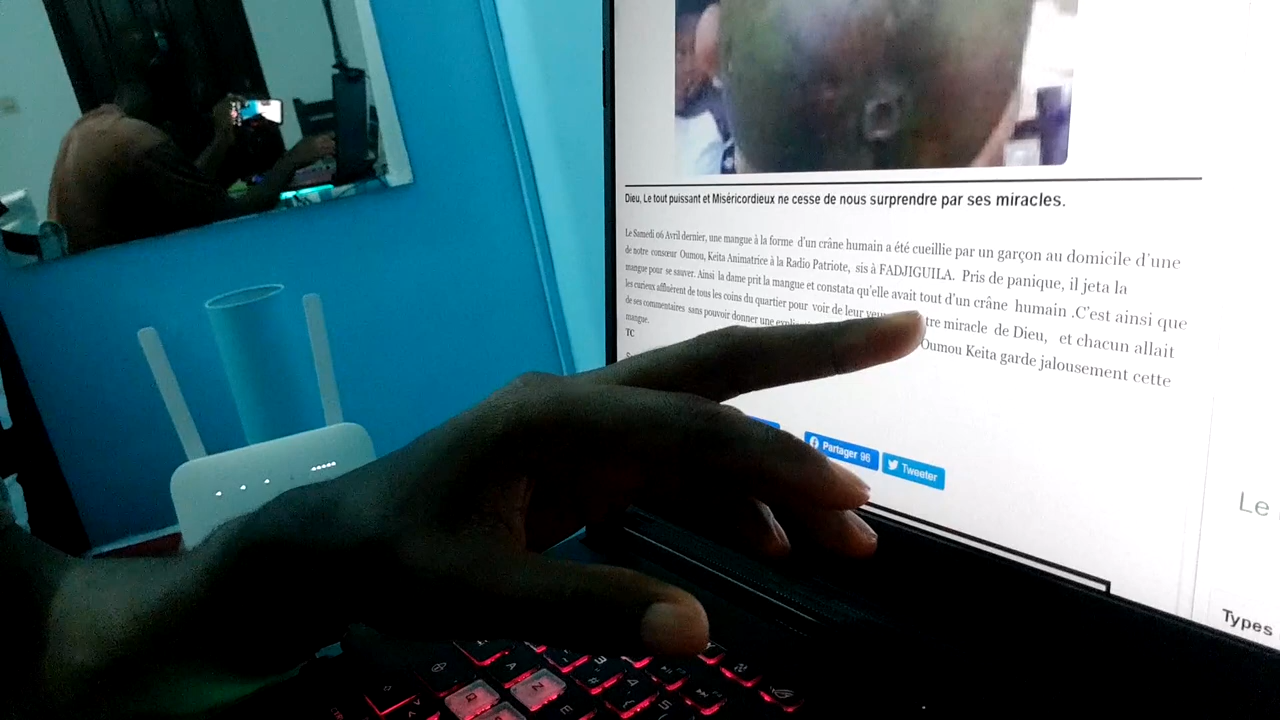 Dieu, Le tout puissant et Miséricordieux ne cesse de nous surprendre par ses miracles.
Le Samedi 06 Avril dernier, une mangue à la forme d'un crâne humain a été cueillie par un garçon au domicile d'une
de notre consœur Oumou, Keita Animatrice à la Radio Patriote, sis à FADJIGUILA. Pris de panique, il jeta la
mangue pour se sauver. Ainsi la dame prit la mangue et constata qu'elle avait tout d'un crâne humain .C'est ainsi que
les curieux affluèrent de tous les coins du quartier pour voir de leur miracle de Dieu, et chacun allait
de ses commentaires sans pouvoir donner une Oumou Keita garde jalousement cette
mangue.
TC
Partager 96
Tweeter
Le
Types
A
Q
Z
E
3
4
5